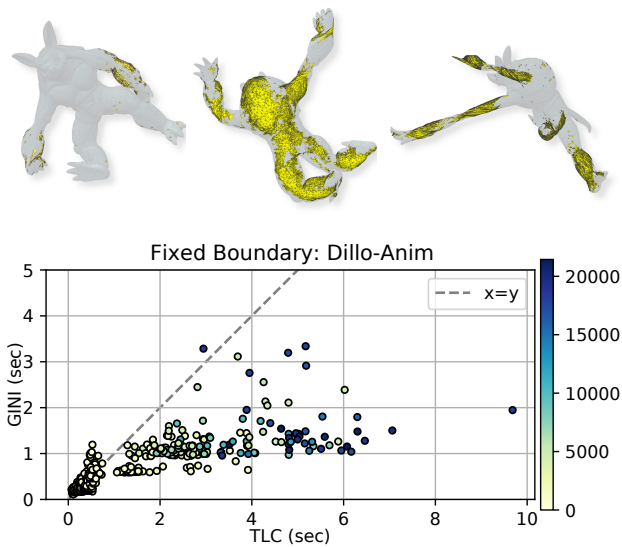 Fixed Boundary: Dillo-Anim
5
4
3
2
1
0
GINI (sec)
x=y
20000
15000
10000
5000
0
0 2 4 6 8 10
TLC (sec)